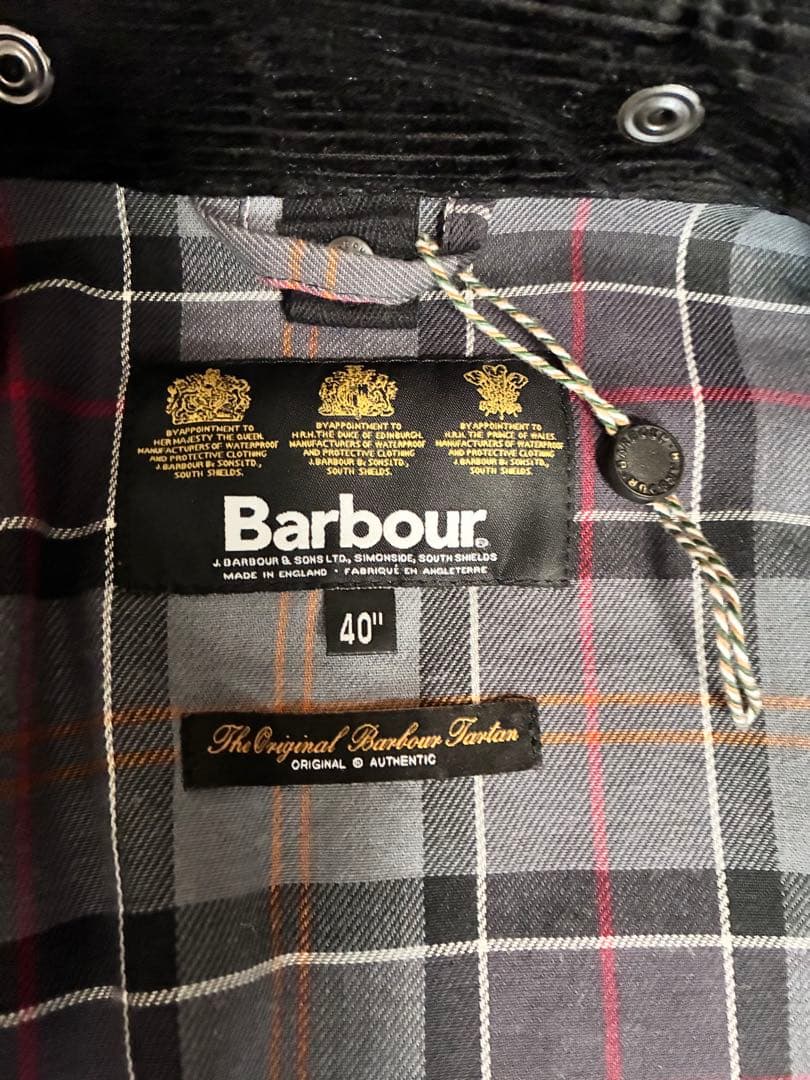 BY APPOINTMENT TO
HER MAJESTY THE QUEEN.
MANUFACTURERS OF WATERPROOF
AND PROTECTIVE CLOTHING
J.BARBOUR & SONS LTD.,
SOUTH SHIELDS.
BY APPOINTMENT TO
H.R.H. THE DUKE OF EDINBURGH.
MANUFACTURERS OF WATERPROOF
AND PROTECTIVE CLOTHING
J.BARBOUR & SONS LTD.,
SOUTH SHIELDS.
BY APPOINTMENT TO
H.R.H. THE PRINCE OF WALES.
MANUFACTURERS OF WATERPROOF
AND PROTECTIVE CLOTHING
J.BARBOUR & SONS LTD.,
SOUTH SHIELDS.
Barbour®
J.BARBOUR & SONS LTD., SIMONSIDE, SOUTH SHIELDS
MADE IN ENGLAND · FABRIQUÉ EN ANGLETERRE
40"
The Original Barbour Tartan
ORIGINAL & AUTHENTIC
BARBOUR